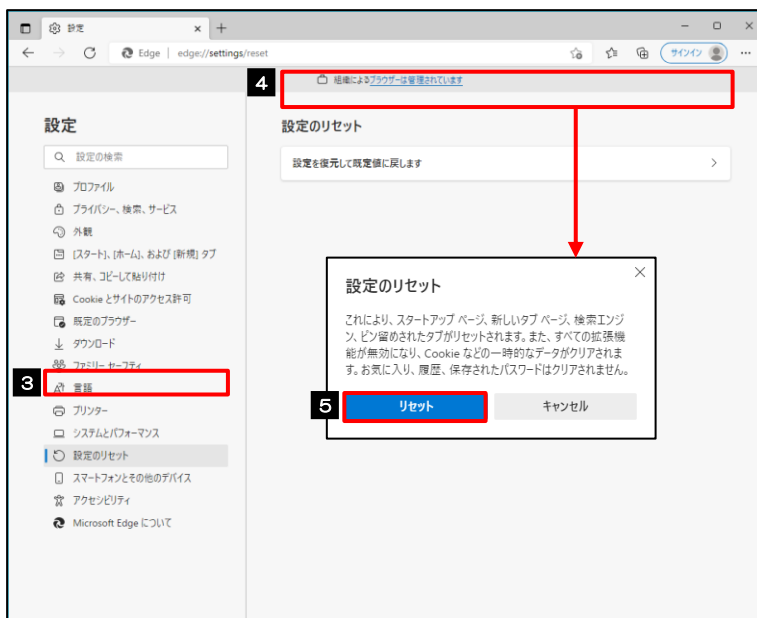 設定
Edge | edge://settings/reset
サインイン
4
組織によるブラウザーは管理されています
設定
設定の検索
プロファイル
プライバシー、検索、サービス
外観
[スタート]、[ホーム]、および [新規] タブ
共有、コピーして貼り付け
Cookie とサイトのアクセス許可
既定のブラウザー
ダウンロード
ファミリー セーフティ
3
言語
プリンター
システムとパフォーマンス
設定のリセット
スマートフォンとその他のデバイス
アクセシビリティ
Microsoft Edge について
設定のリセット
設定を復元して既定値に戻します
設定のリセット
これにより、スタートアップ ページ、新しいタブ ページ、検索エンジ
ン、ピン留めされたタブがリセットされます。また、すべての拡張機
能が無効になり、Cookie などの一時的なデータがクリアされま
す。お気に入り、履歴、保存されたパスワードはクリアされません。
5
リセット
キャンセル